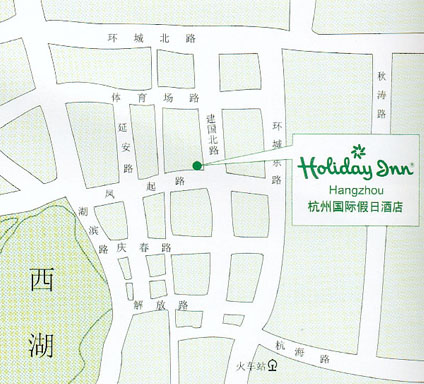 环城北路
秋涛路
体育场路
延安路
建国北路
环城东路
Holiday Inn
Hangzhou
杭州国际假日酒店
凤起路
湖滨路
庆春路
西湖
解放路
杭海路
火车站